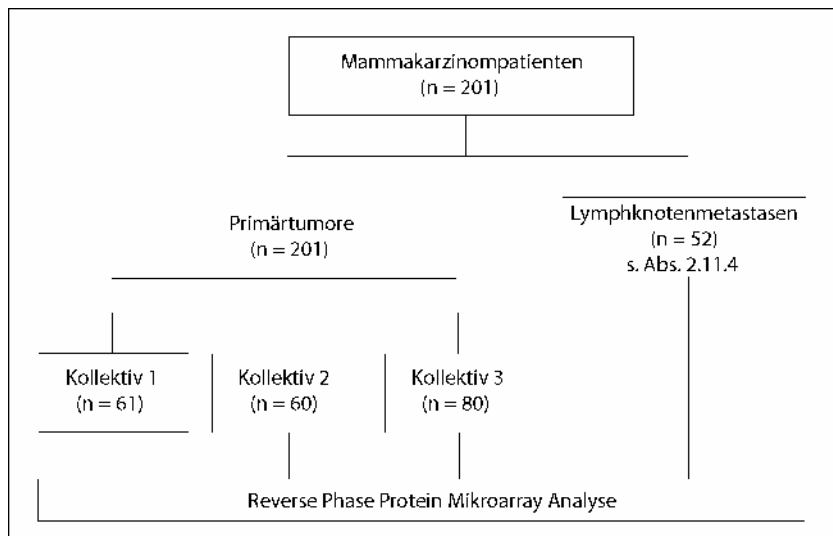 Mammakarzinompatienten
(n = 201)
Primärtumore
(n = 201)
Lymphknotenmetastasen
(n = 52)
s. Abs. 2.11.4
Kollektiv 1
(n = 61)
Kollektiv 2
(n = 60)
Kollektiv 3
(n = 80)
Reverse Phase Protein Mikroarray Analyse